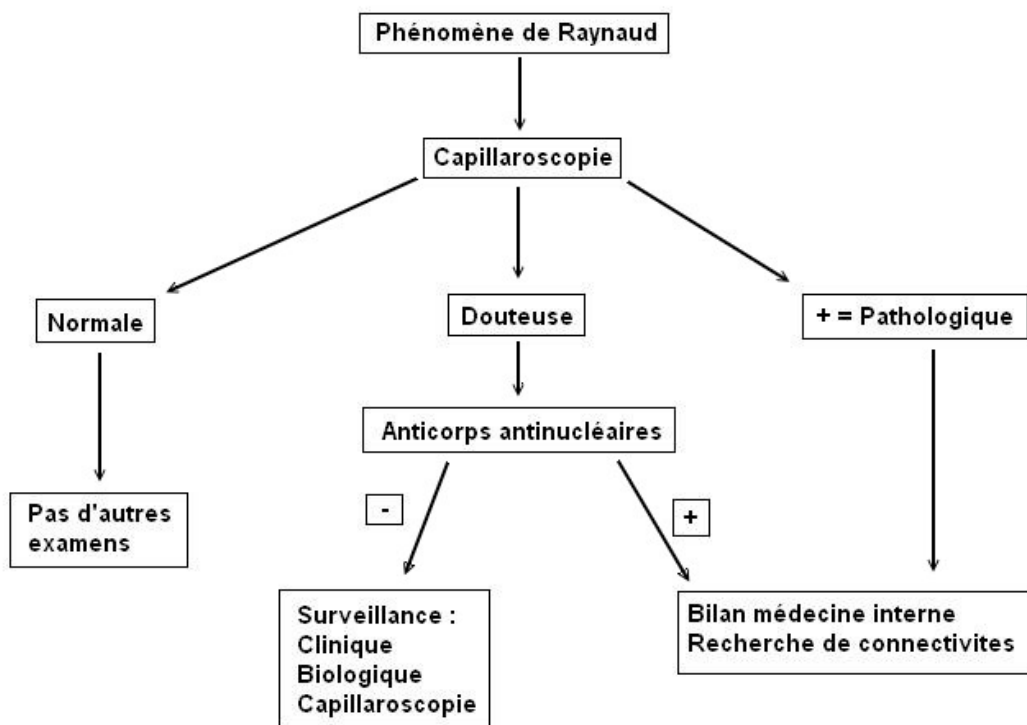 Phénomène de Raynaud
Capillaroscopie
Normale
Douteuse
+ = Pathologique
Anticorps antinucléaires
Pas d'autres
examens
-
+
Surveillance :
Clinique
Biologique
Capillaroscopie
Bilan médecine interne
Recherche de connectivites